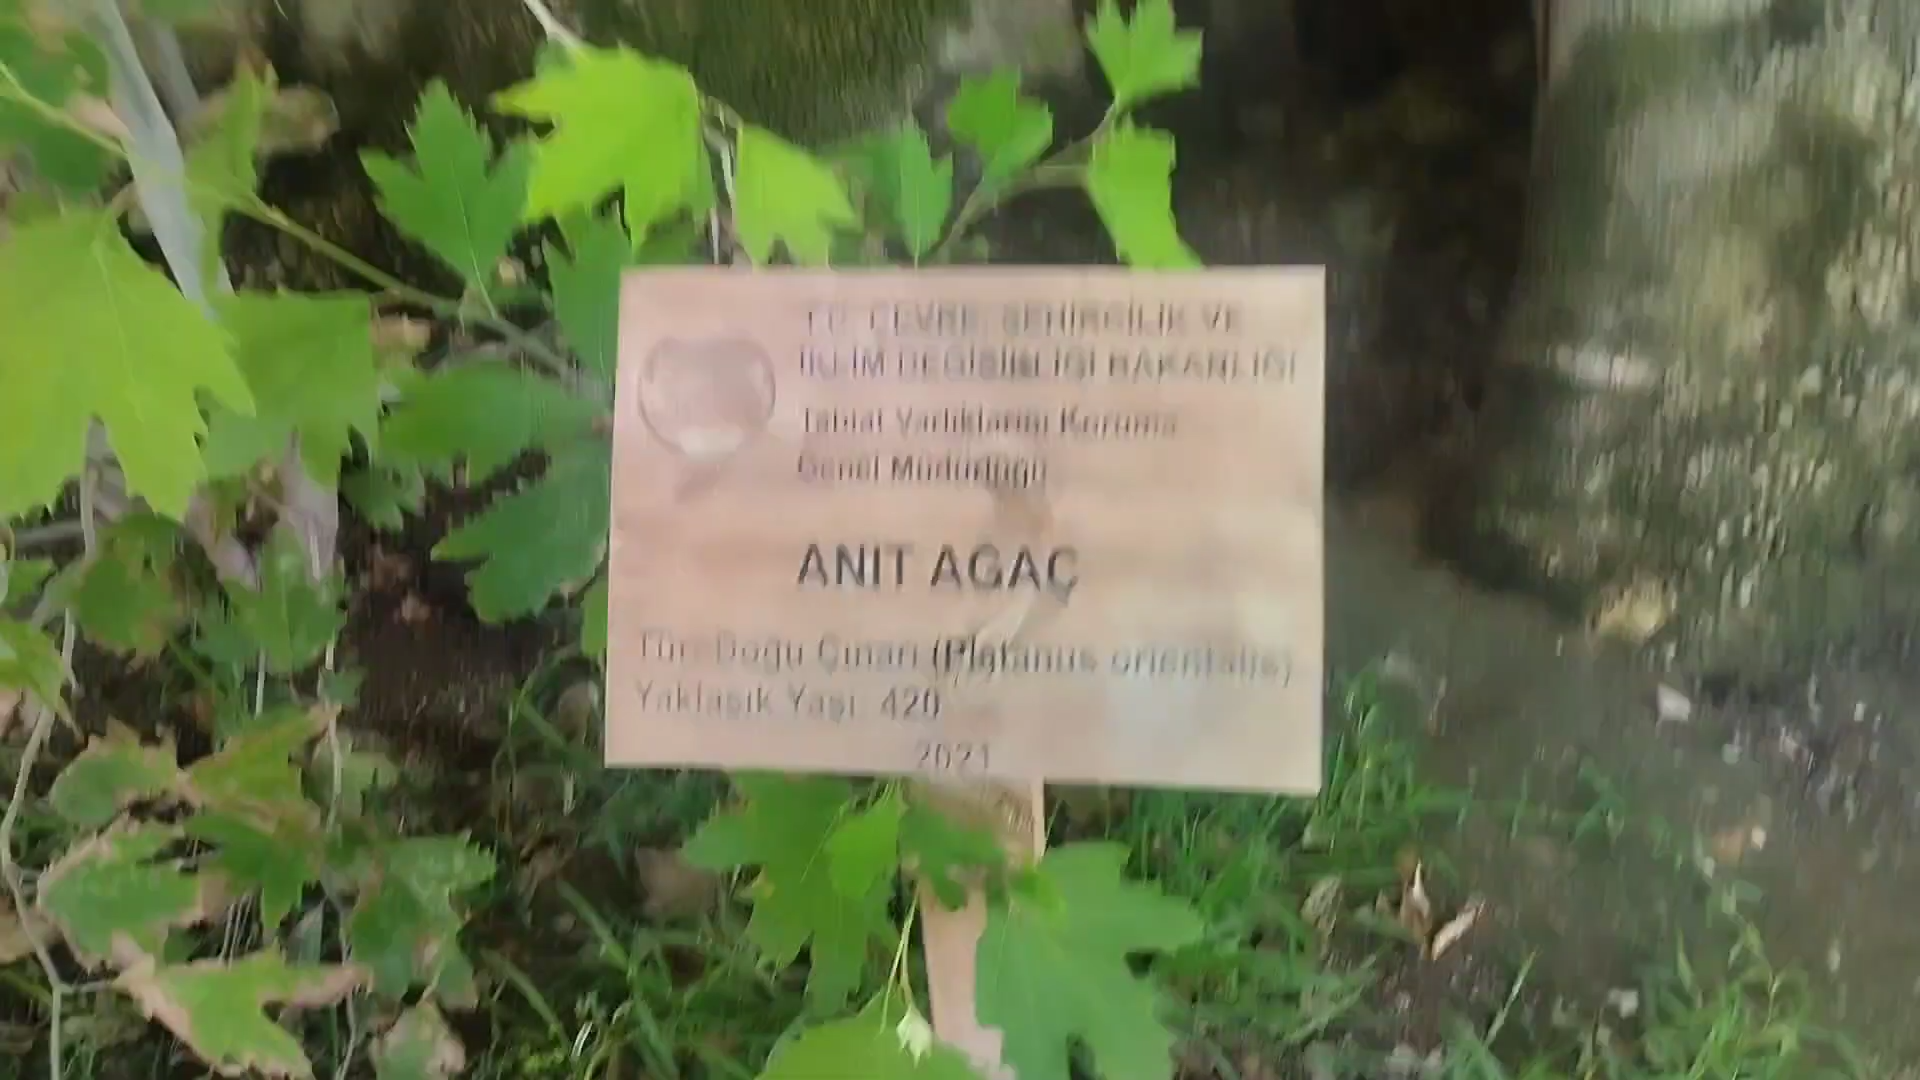 T.C. ÇEVRE, ŞEHİRCİLİK VE
İKLİM DEĞİŞİKLİĞİ BAKANLIĞI
Tabiat Varlıklarını Koruma
Genel Müdürlüğü
ANIT AĞAÇ
Tür: Doğu Çınarı (Platanus orientalis)
Yaklaşık Yaşı: 420
2021